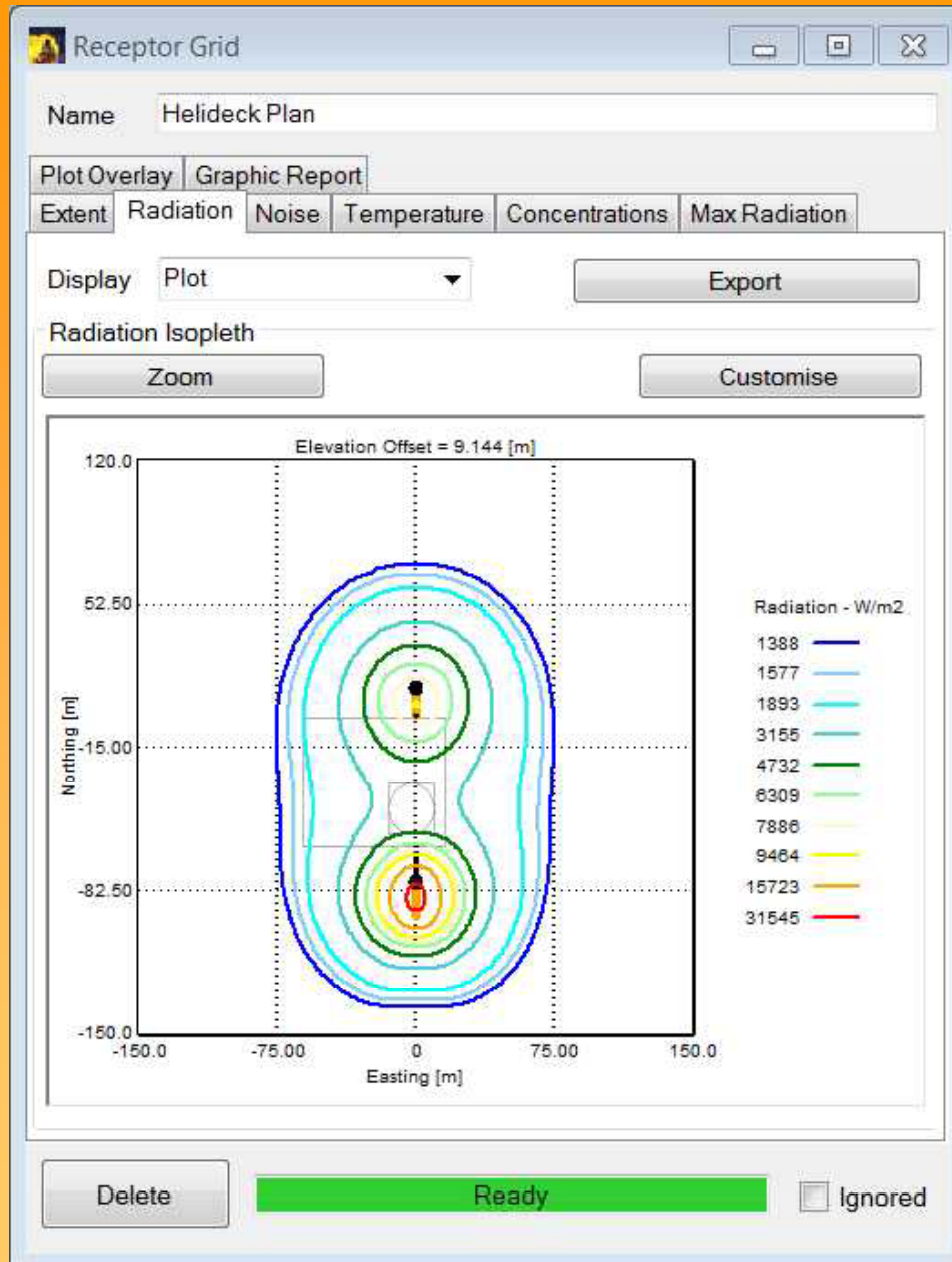 Receptor Grid
Name Helideck Plan
Plot Overlay Graphic Report
Extent Radiation Noise Temperature Concentrations Max Radiation
Display Plot Export
Radiation Isopleth
Zoom Customise
Elevation Offset = 9.144 [m]
120.0
52.50
-15.00
-82.50
-150.0
Northing [m]
-150.0 -75.00 0 75.00 150.0
Easting [m]
Radiation - W/m2
1388
1577
1893
3155
4732
6309
7886
9464
15723
31545
Delete Ready Ignored